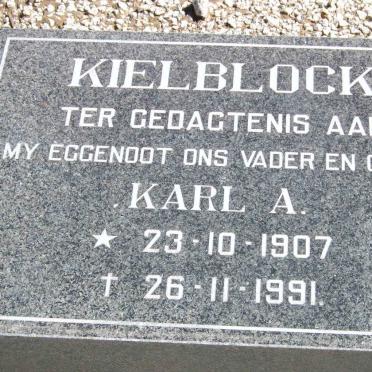 KIELBLOCK
TER GEDAGTENIS AA
MY EGGENOOT ONS VADER EN
KARL A.
★ 23-10-1907
† 26-11-1991.